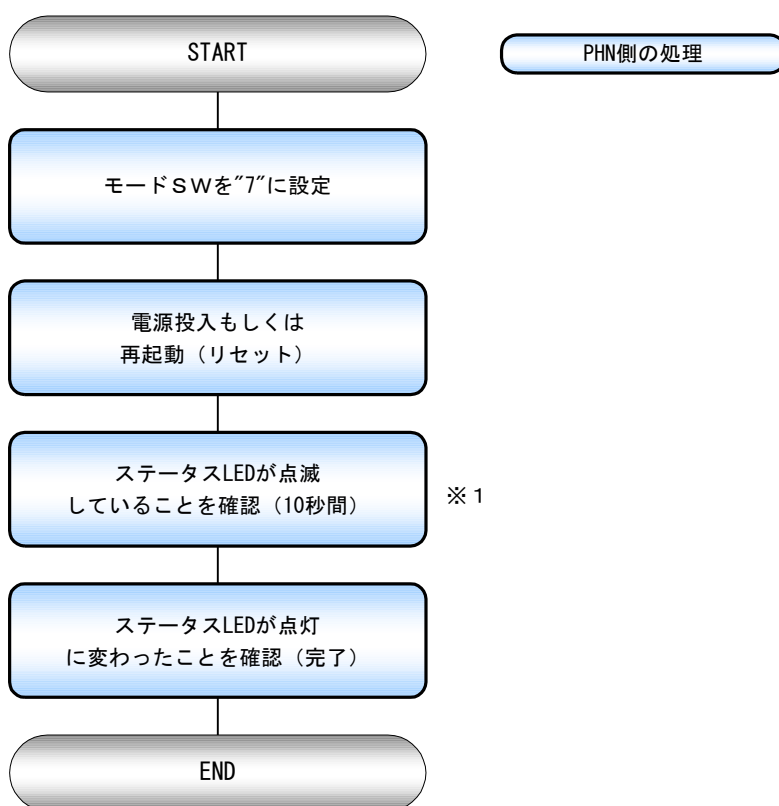 START
PHN側の処理
モードＳＷを"7"に設定
電源投入もしくは
再起動（リセット）
ステータスLEDが点滅
していることを確認（10秒間）
※１
ステータスLEDが点灯
に変わったことを確認（完了）
END